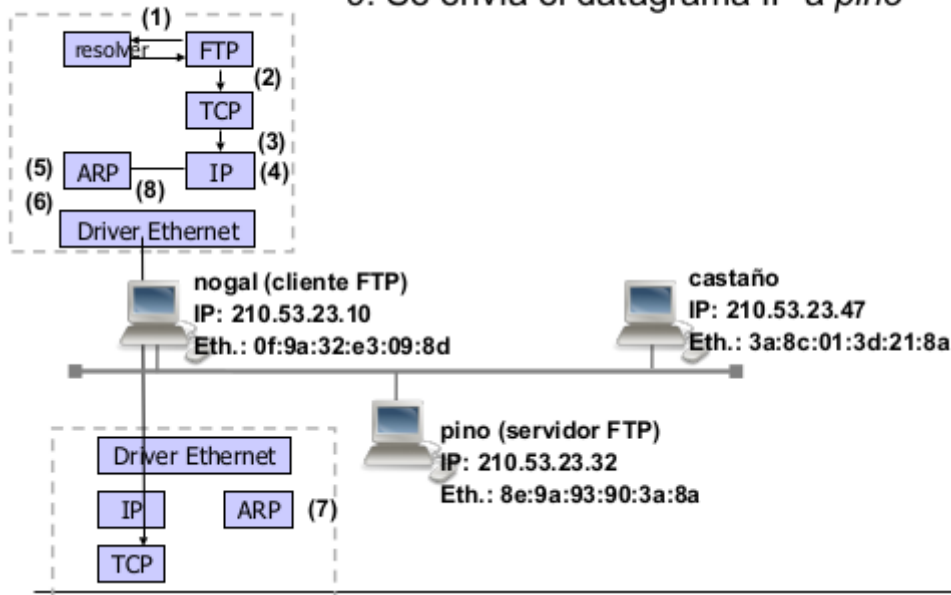 9. Se envía el datagrama IP a pino
(1)
resolver FTP
(2)
TCP
(3)
(5) ARP IP (4)
(8)
(6)
Driver Ethernet
nogal (cliente FTP)
IP: 210.53.23.10
Eth.: 0f:9a:32:e3:09:8d
castaño
IP: 210.53.23.47
Eth.: 3a:8c:01:3d:21:8a
pino (servidor FTP)
IP: 210.53.23.32
Eth.: 8e:9a:93:90:3a:8a
Driver Ethernet
IP ARP (7)
TCP